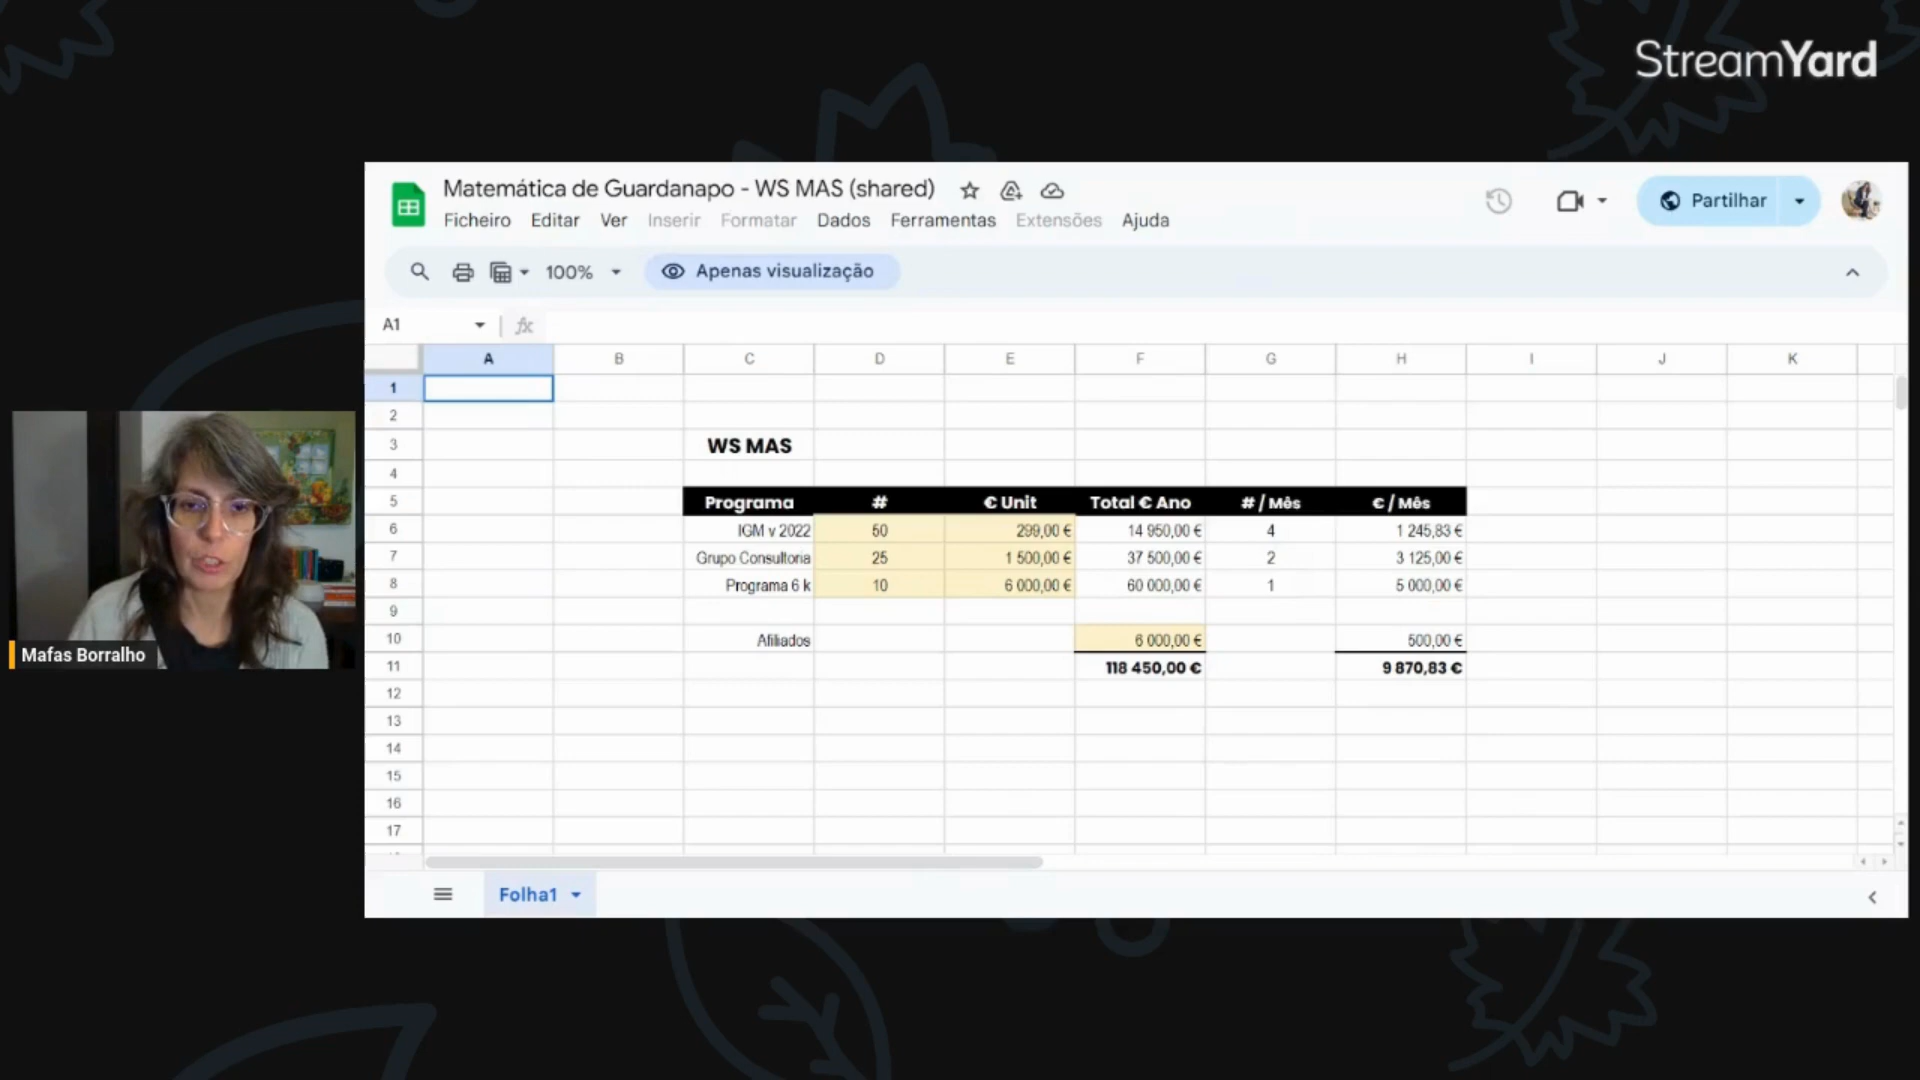 StreamYard
Matemática de Guardanapo - WS MAS (shared)
Partilhar
Ficheiro Editar Ver Inserir Formatar Dados Ferramentas Extensões Ajuda
100% Apenas visualização
A1 fx
A B C D E F G H I J K
1
2
3 WS MAS
4
5 Programa # € Unit Total € Ano # / Mês € / Mês
6 IGM v 2022 50 299,00 € 14 950,00 € 4 1 245,83 €
7 Grupo Consultoria 25 1 500,00 € 37 500,00 € 2 3 125,00 €
8 Programa 6 k 10 6 000,00 € 60 000,00 € 1 5 000,00 €
9
10 Afiliados 6 000,00 € 500,00 €
11 118 450,00 € 9 870,83 €
12
13
14
15
16
17
Mafas Borralho
Folha1